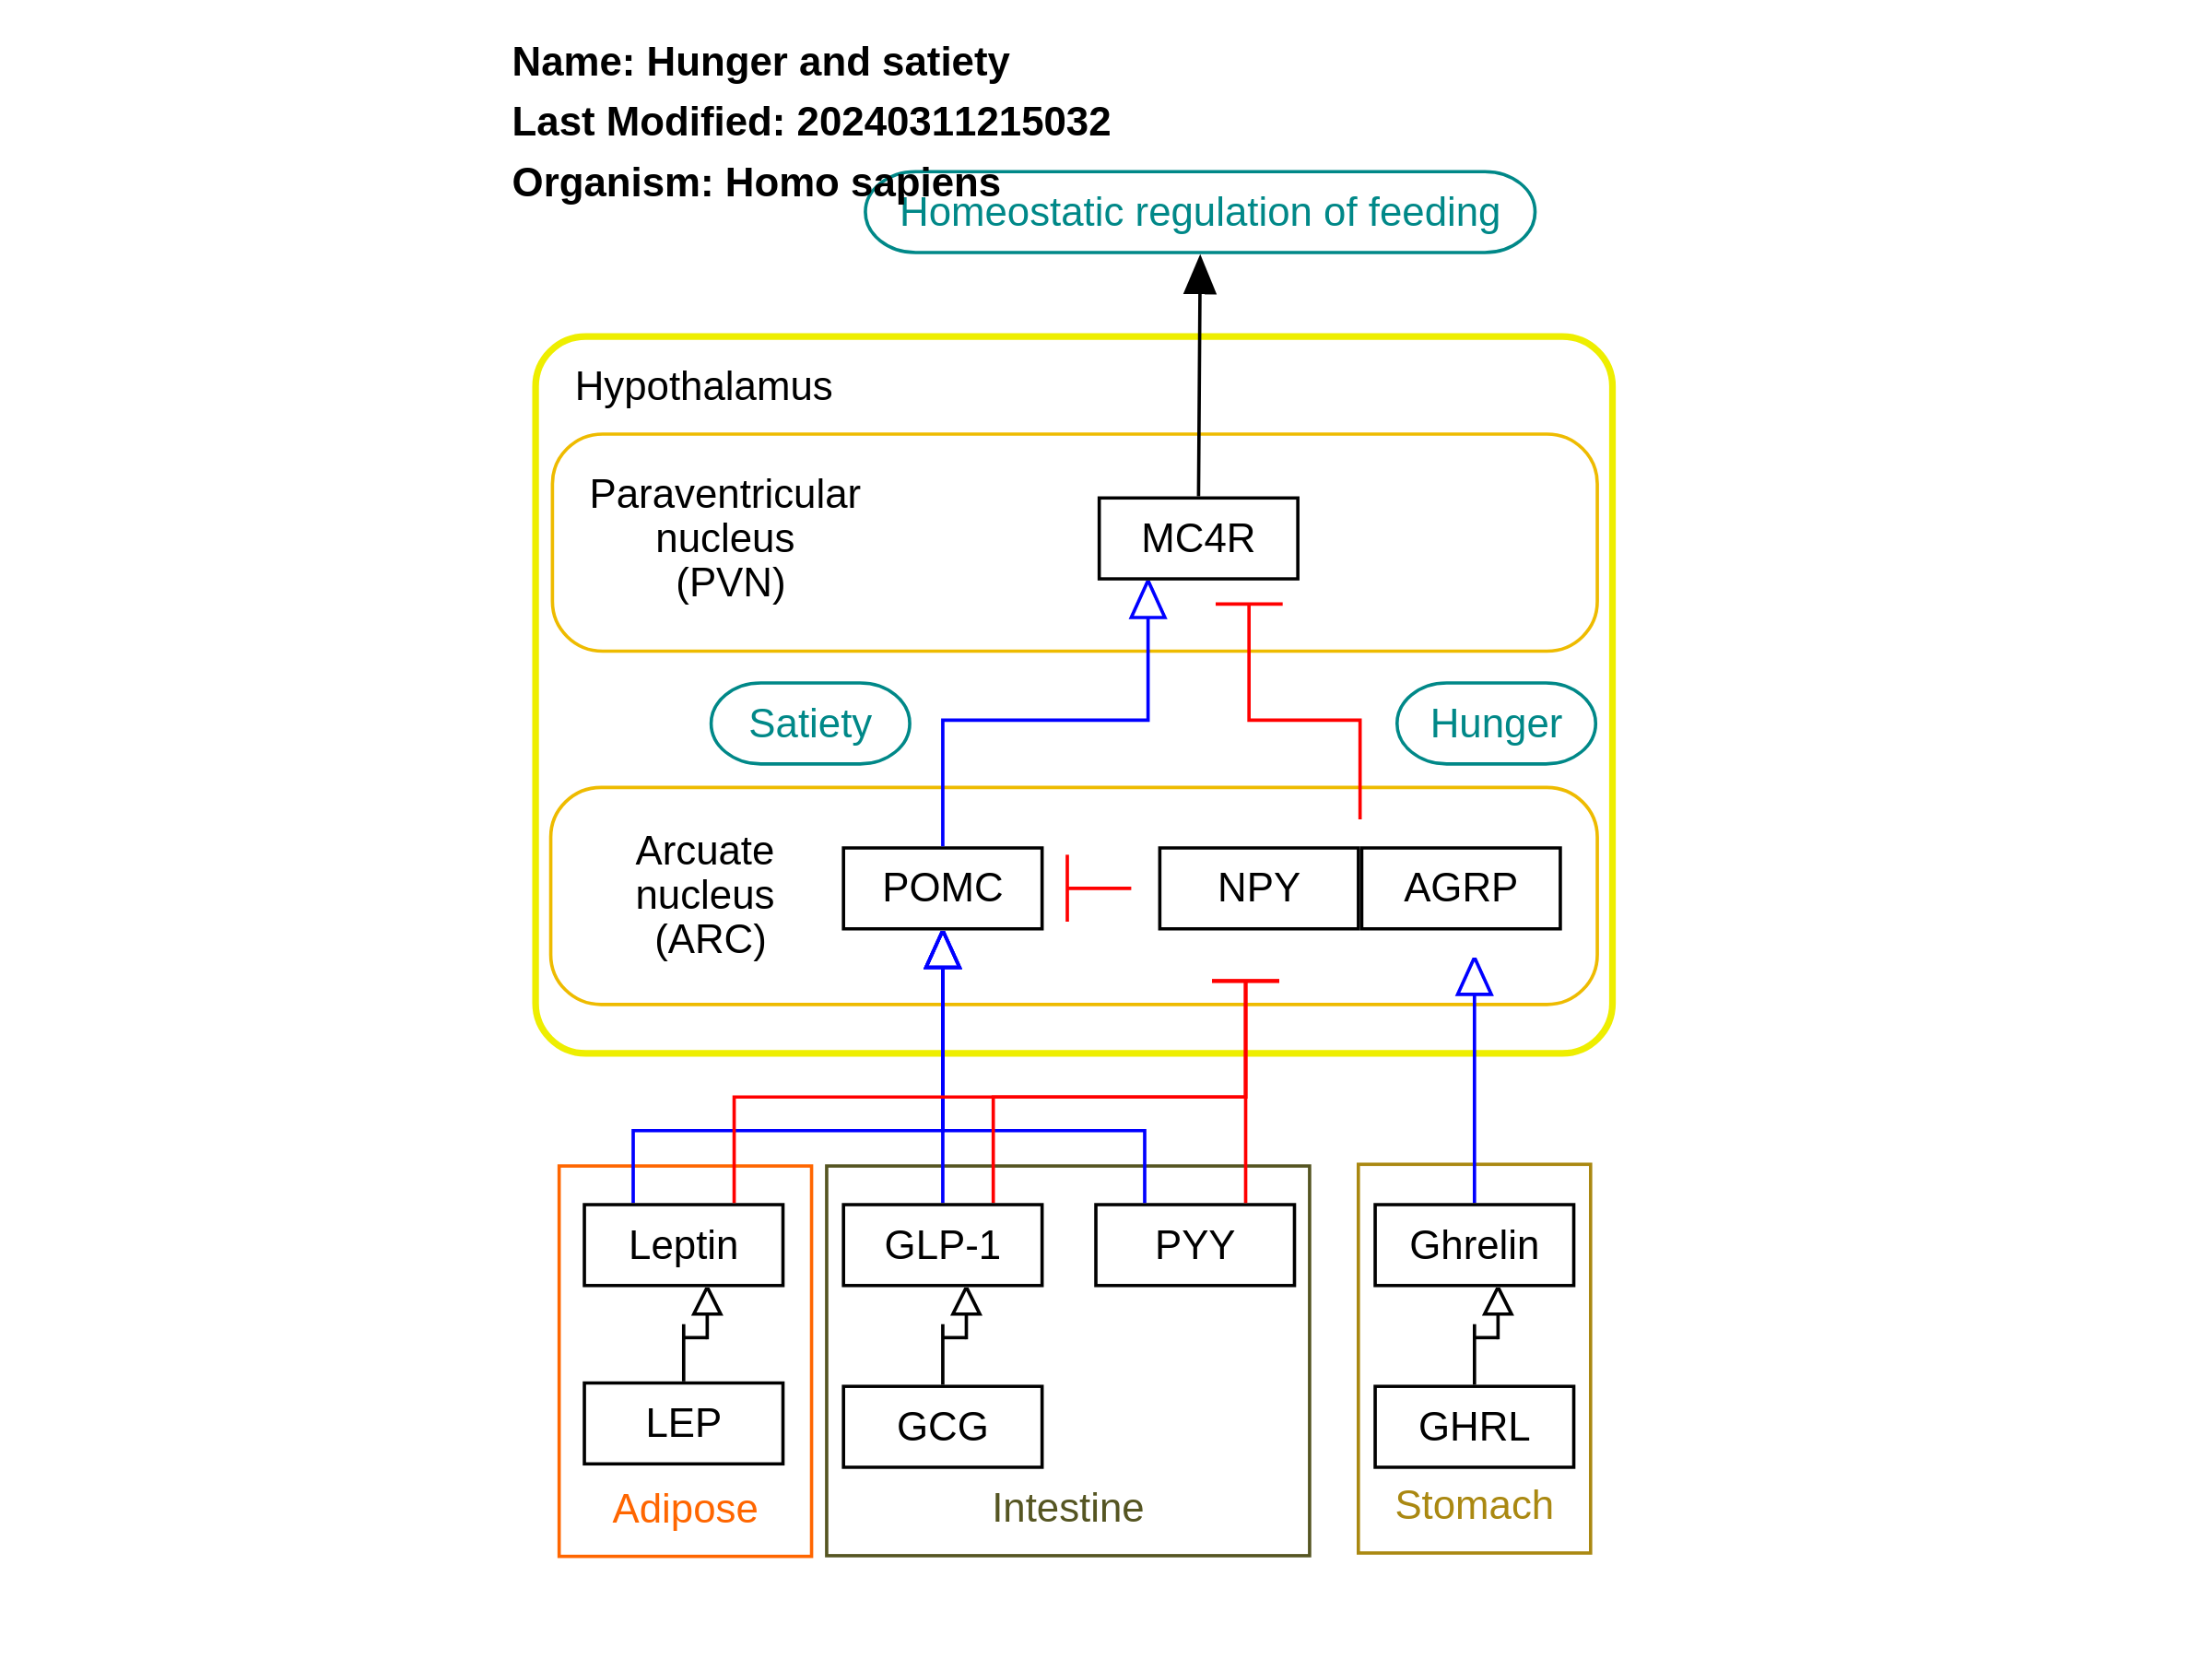 Name: Hunger and satiety
Last Modified: 20240311215032
Organism: Homo sapiens
Homeostatic regulation of feeding
Hypothalamus
Paraventricular
nucleus
(PVN)
MC4R
Satiety
Hunger
Arcuate
nucleus
(ARC)
POMC
NPY
AGRP
Leptin
GLP-1
PYY
Ghrelin
LEP
GCG
GHRL
Adipose
Intestine
Stomach